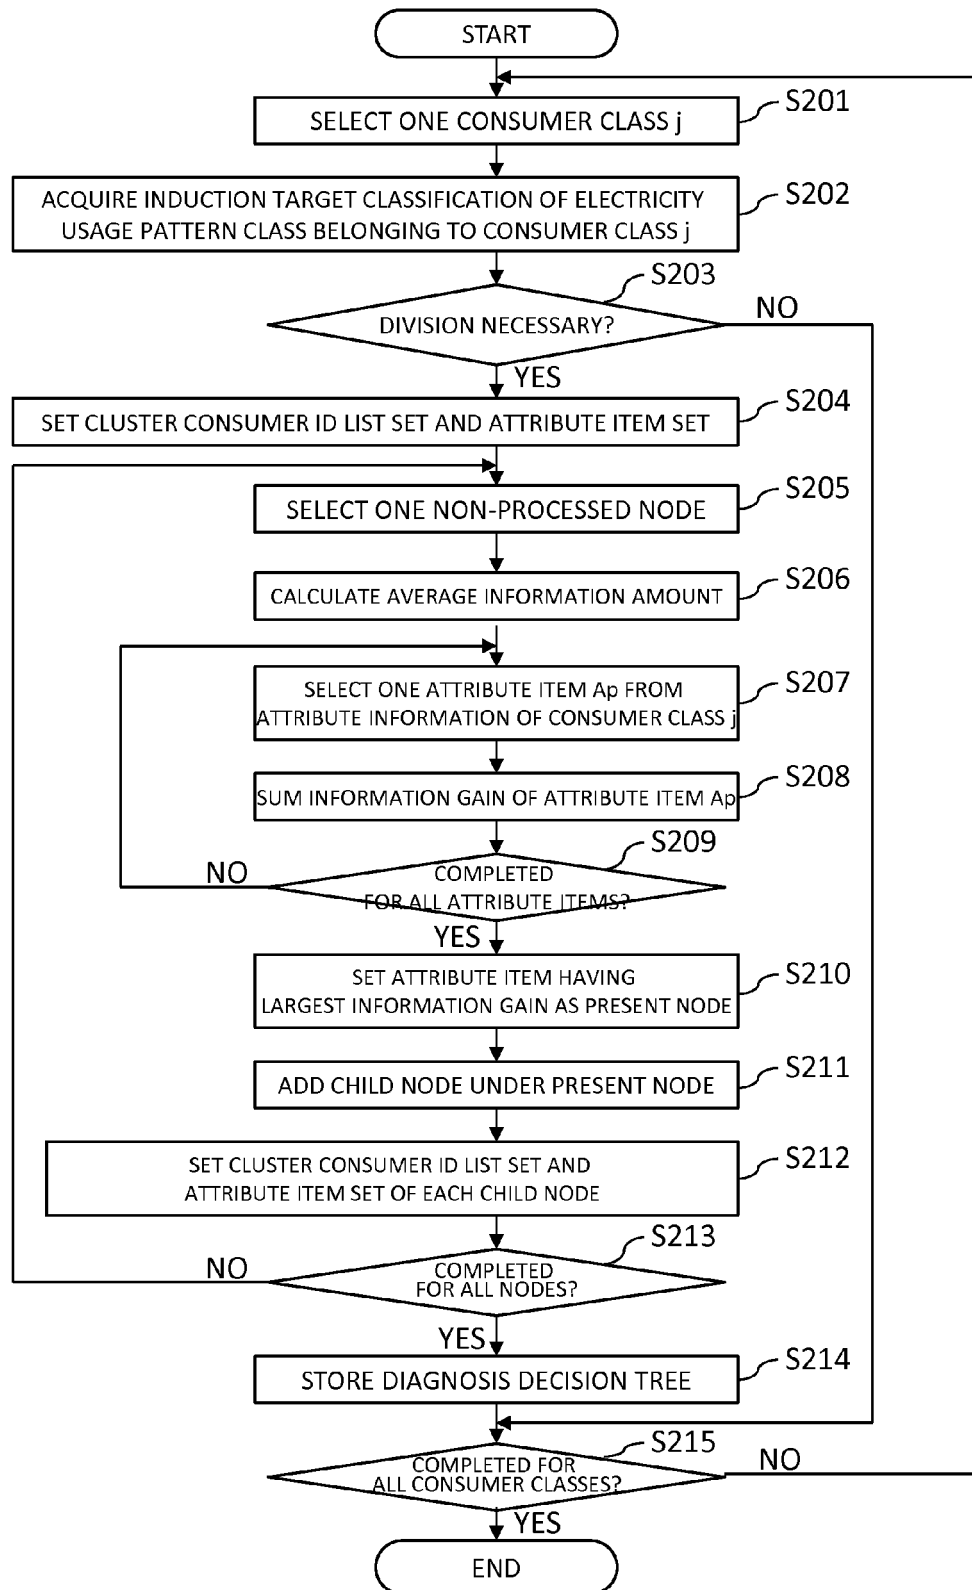 START
SELECT ONE CONSUMER CLASS j
S201
ACQUIRE INDUCTION TARGET CLASSIFICATION OF ELECTRICITY
USAGE PATTERN CLASS BELONGING TO CONSUMER CLASS j
S202
S203
DIVISION NECESSARY?
NO
YES
SET CLUSTER CONSUMER ID LIST SET AND ATTRIBUTE ITEM SET
S204
SELECT ONE NON-PROCESSED NODE
S205
CALCULATE AVERAGE INFORMATION AMOUNT
S206
SELECT ONE ATTRIBUTE ITEM Ap FROM
ATTRIBUTE INFORMATION OF CONSUMER CLASS j
S207
SUM INFORMATION GAIN OF ATTRIBUTE ITEM Ap
S208
S209
COMPLETED
FOR ALL ATTRIBUTE ITEMS?
NO
YES
SET ATTRIBUTE ITEM HAVING
LARGEST INFORMATION GAIN AS PRESENT NODE
S210
ADD CHILD NODE UNDER PRESENT NODE
S211
SET CLUSTER CONSUMER ID LIST SET AND
ATTRIBUTE ITEM SET OF EACH CHILD NODE
S212
S213
COMPLETED
FOR ALL NODES?
NO
YES
STORE DIAGNOSIS DECISION TREE
S214
S215
COMPLETED FOR
ALL CONSUMER CLASSES?
NO
YES
END